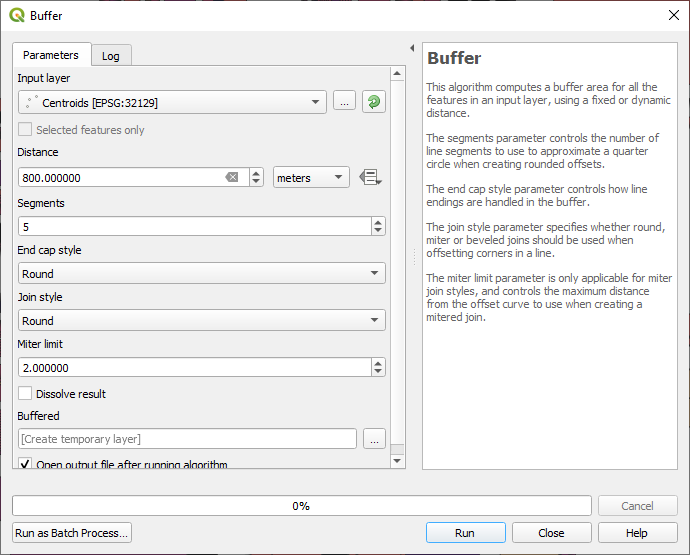 Buffer
Parameters
Log
Input layer
Centroids [EPSG:32129]
...
Selected features only
Distance
800.000000
meters
Segments
5
End cap style
Round
Join style
Round
Miter limit
2.000000
Dissolve result
Buffered
[Create temporary layer]
...
Open output file after running algorithm
Buffer
This algorithm computes a buffer area for all the
features in an input layer, using a fixed or dynamic
distance.
The segments parameter controls the number of
line segments to use to approximate a quarter
circle when creating rounded offsets.
The end cap style parameter controls how line
endings are handled in the buffer.
The join style parameter specifies whether round,
miter or beveled joins should be used when
offsetting corners in a line.
The miter limit parameter is only applicable for miter
join styles, and controls the maximum distance
from the offset curve to use when creating a
mitered join.
0%
Cancel
Run as Batch Process...
Run
Close
Help